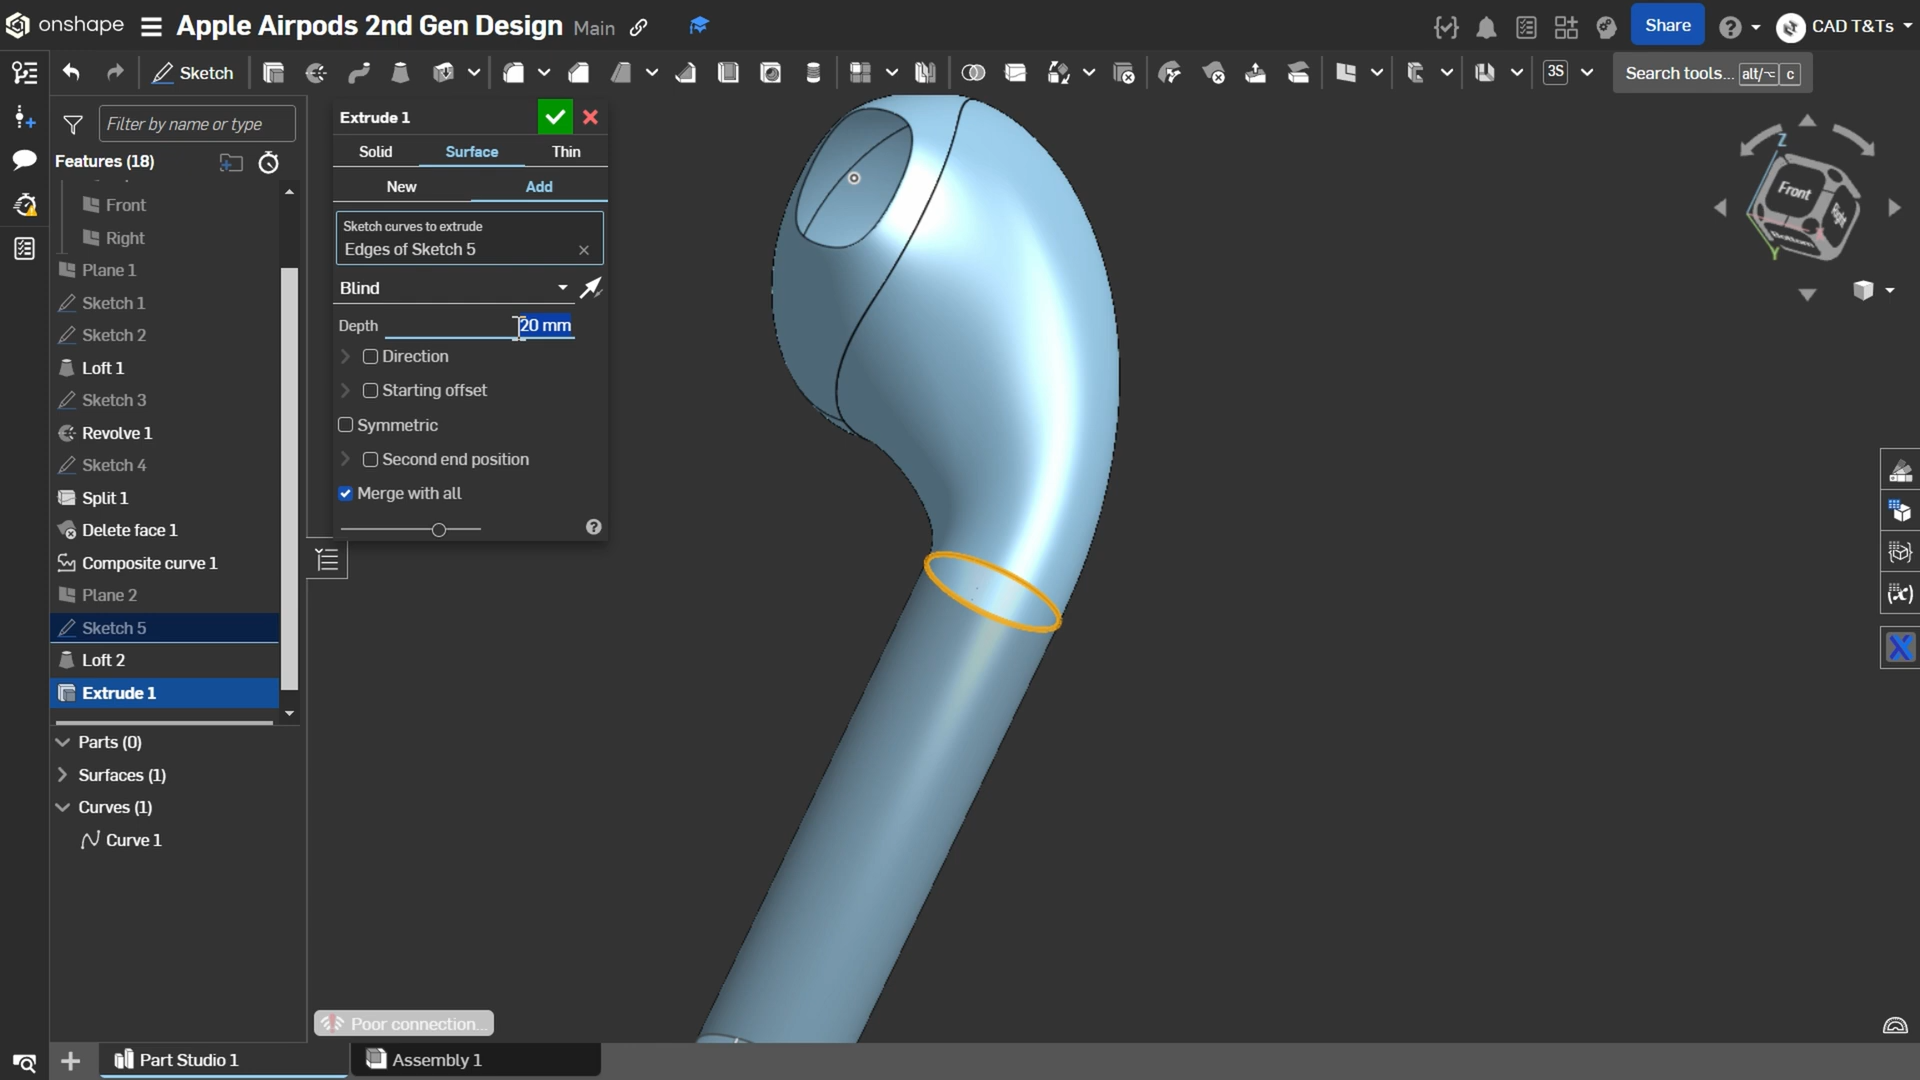 onshape Apple Airpods 2nd Gen Design Main Share CAD T&Ts
Sketch 3S Search tools... alt/⌥ c
Filter by name or type
Features (18)
Front
Right
Plane 1
Sketch 1
Sketch 2
Loft 1
Sketch 3
Revolve 1
Sketch 4
Split 1
Delete face 1
Composite curve 1
Plane 2
Sketch 5
Loft 2
Extrude 1
Parts (0)
Surfaces (1)
Curves (1)
Curve 1
Extrude 1
Solid Surface Thin
New Add
Sketch curves to extrude
Edges of Sketch 5
Blind
Depth 20 mm
Direction
Starting offset
Symmetric
Second end position
Merge with all
Z
Front
Right
Bottom
X
Y
(x)
Poor connection...
Part Studio 1 Assembly 1